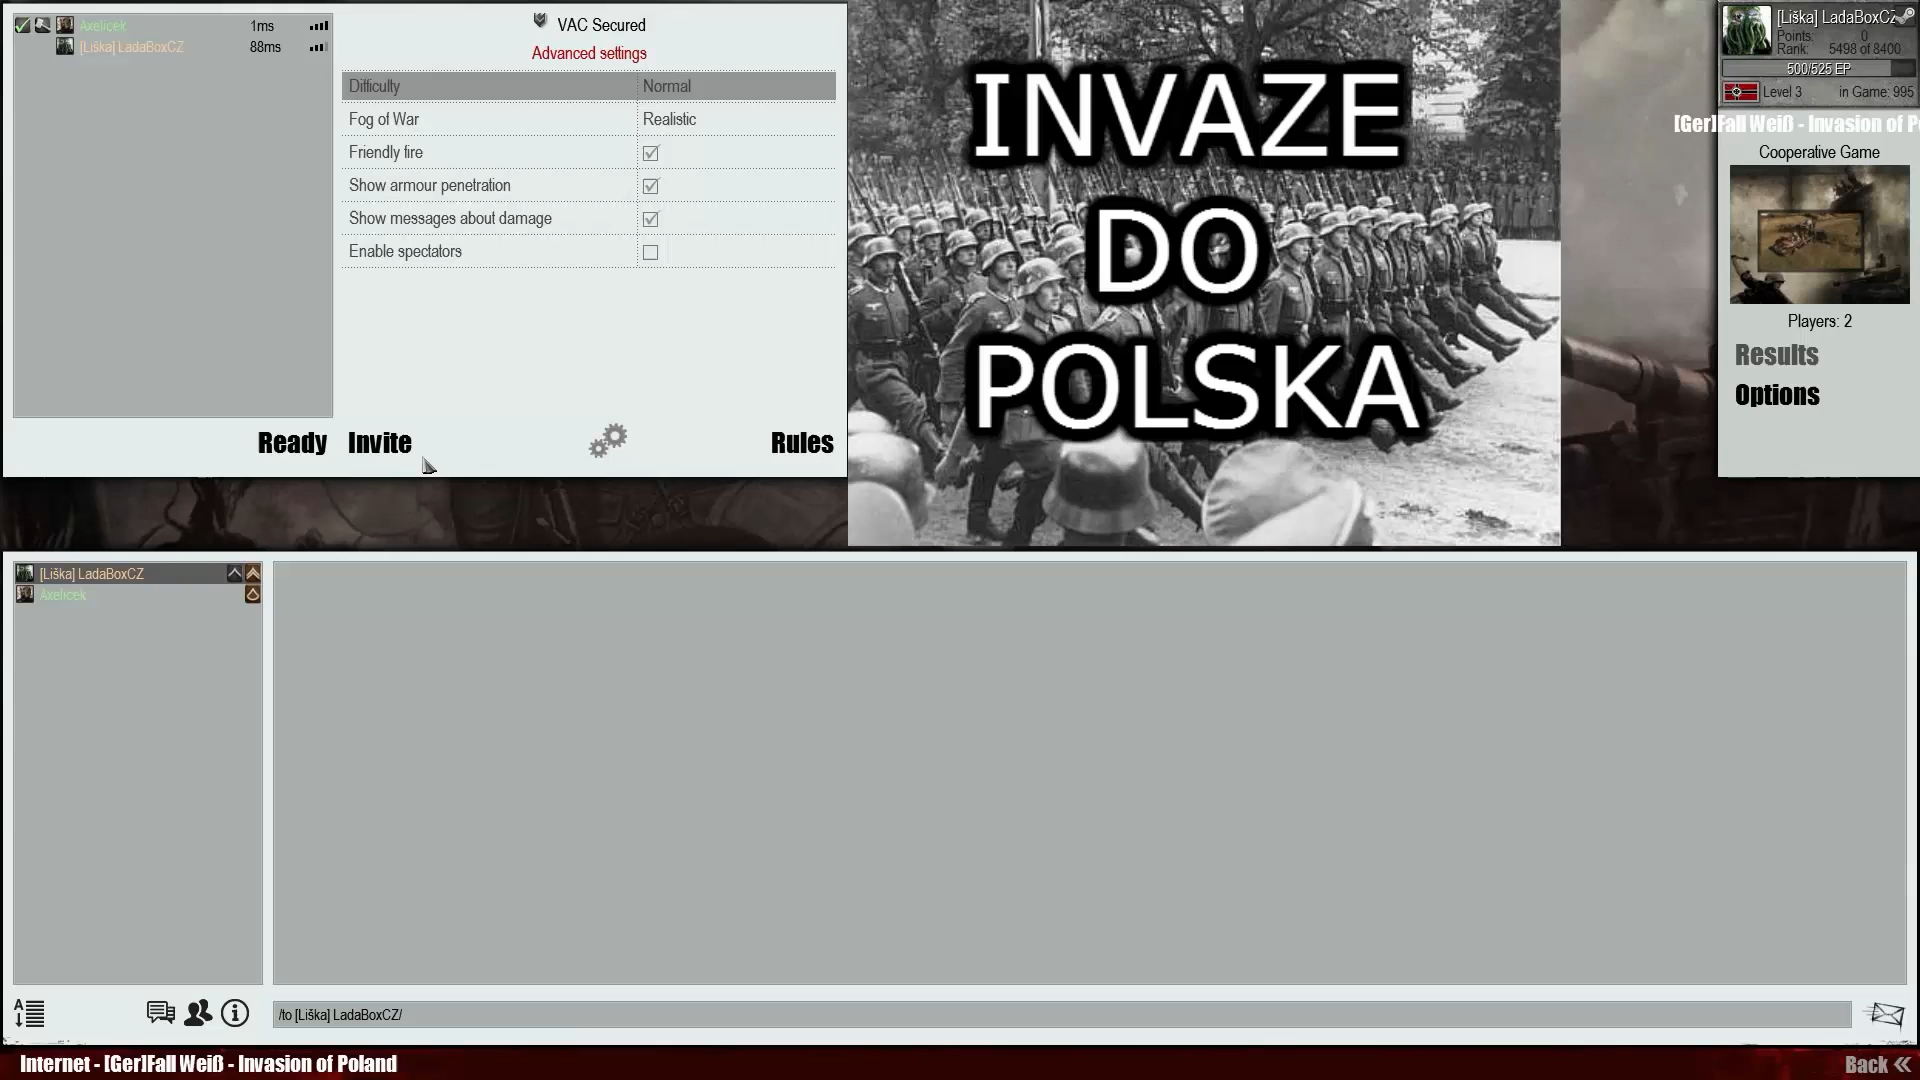 Axelicek 1ms
[Liška] LadaBoxCZ 88ms
Ready
VAC Secured
Advanced settings
Difficulty Normal
Fog of War Realistic
Friendly fire
Show armour penetration
Show messages about damage
Enable spectators
Invite
Rules
INVAZE
DO
POLSKA
[Liška] LadaBoxCZ
Points: 0
Rank: 5498 of 8400
500/525 EP
Level 3 in Game: 995
[Ger]Fall Weiß - Invasion of P
Cooperative Game
Players: 2
Results
Options
[Liška] LadaBoxCZ
Axelicek
/to [Liška] LadaBoxCZ/
Internet - [Ger]Fall Weiß - Invasion of Poland
Back